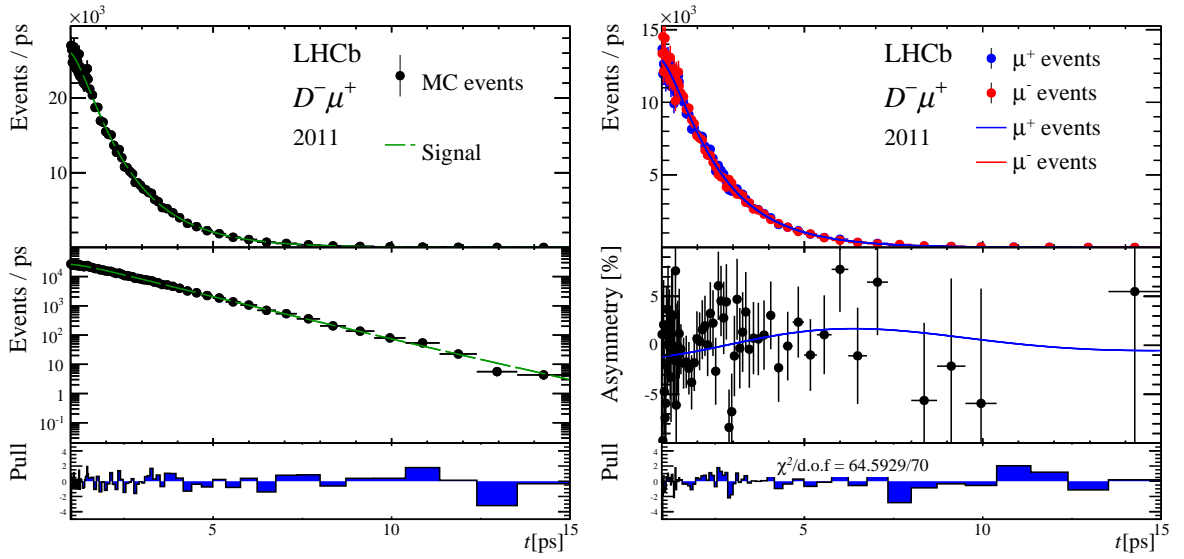 ×10³
Events / ps
20
10
LHCb
D⁻μ⁺
2011
MC events
Signal
Events / ps
10⁴
10³
10²
10
1
10⁻¹
Pull
4
2
0
-2
-4
5
10
15
t[ps]
×10³
Events / ps
15
10
5
0
LHCb
D⁻μ⁺
2011
μ⁺ events
μ⁻ events
μ⁺ events
μ⁻ events
Asymmetry [%]
5
0
-5
Pull
4
2
0
-2
-4
χ²/d.o.f = 64.5929/70
5
10
15
t[ps]